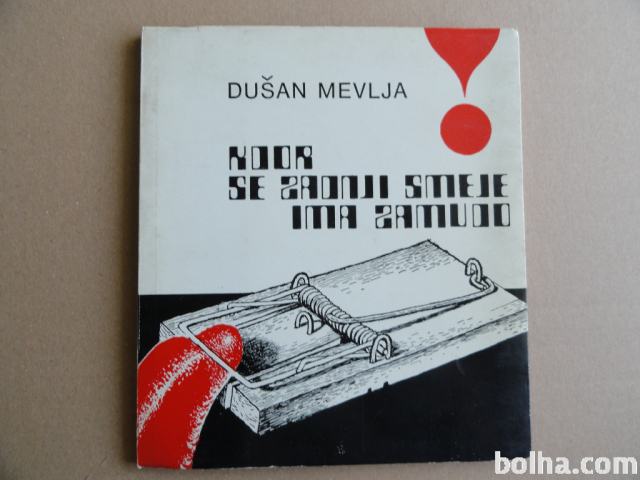 DUŠAN MEVLJA
KDOR
SE ZADNJI SMEJE
IMA ZAMUDO
bolha.com